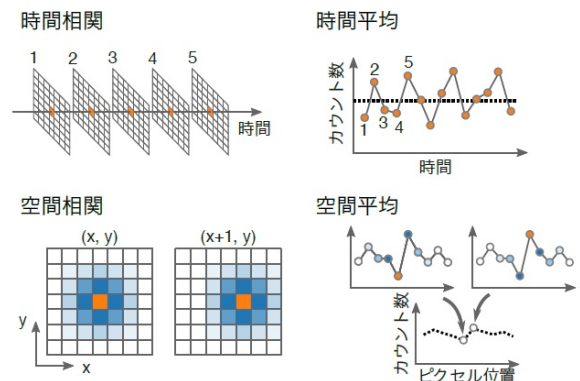 時間相関
1 2 3 4 5
時間
時間平均
カウント数
1 2 3 4 5
時間
空間相関
(x, y) (x+1, y)
y
x
空間平均
カウント数
ピクセル位置